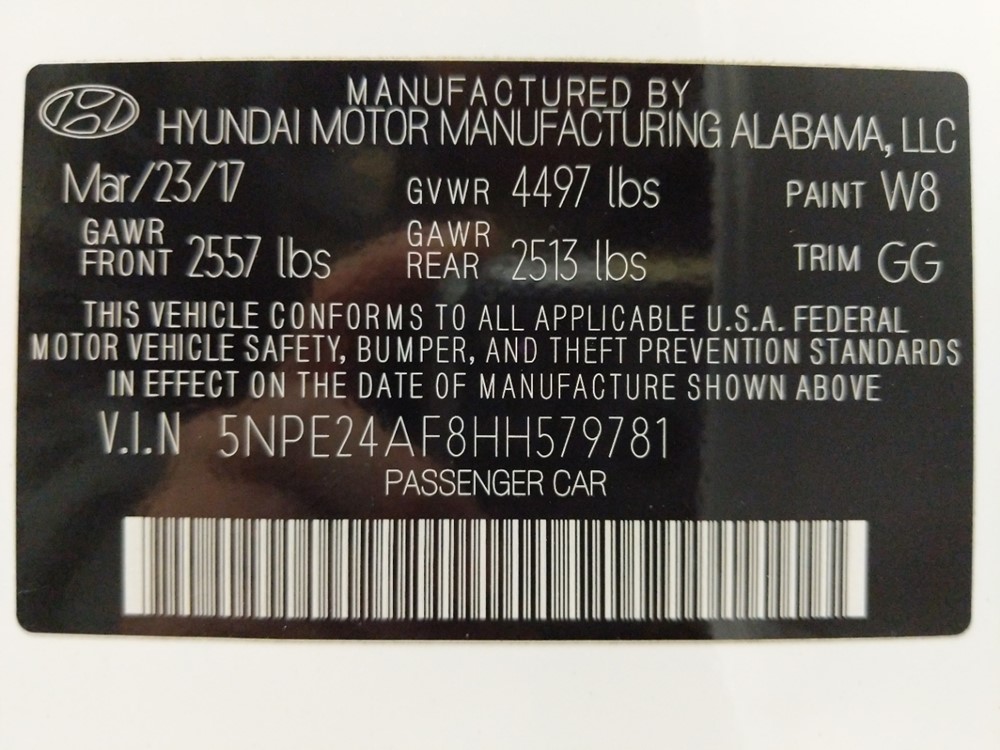 MANUFACTURED BY
HYUNDAI MOTOR MANUFACTURING ALABAMA, LLC
Mar/23/17 GVWR 4497 lbs PAINT W8
GAWR FRONT 2557 lbs GAWR REAR 2513 lbs TRIM GG
THIS VEHICLE CONFORMS TO ALL APPLICABLE U.S.A. FEDERAL
MOTOR VEHICLE SAFETY, BUMPER, AND THEFT PREVENTION STANDARDS
IN EFFECT ON THE DATE OF MANUFACTURE SHOWN ABOVE
V.I.N 5NPE24AF8HH579781
PASSENGER CAR